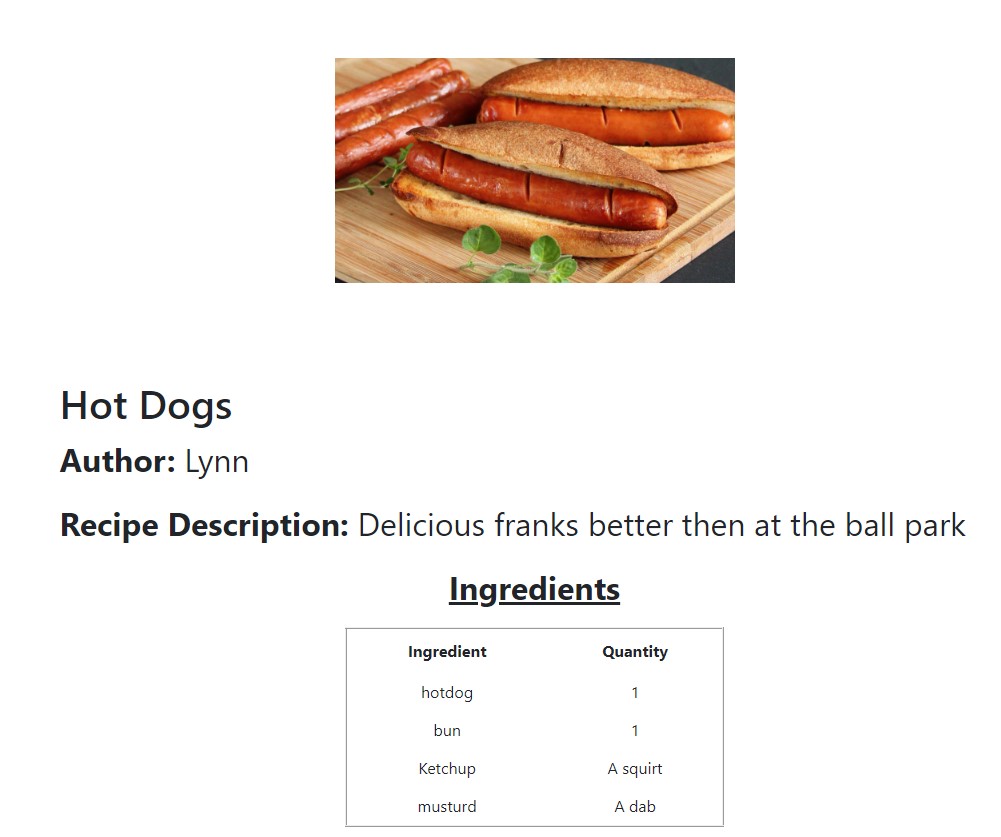 Hot Dogs
Author: Lynn
Recipe Description: Delicious franks better then at the ball park
Ingredients
Ingredient Quantity
hotdog 1
bun 1
Ketchup A squirt
musturd A dab